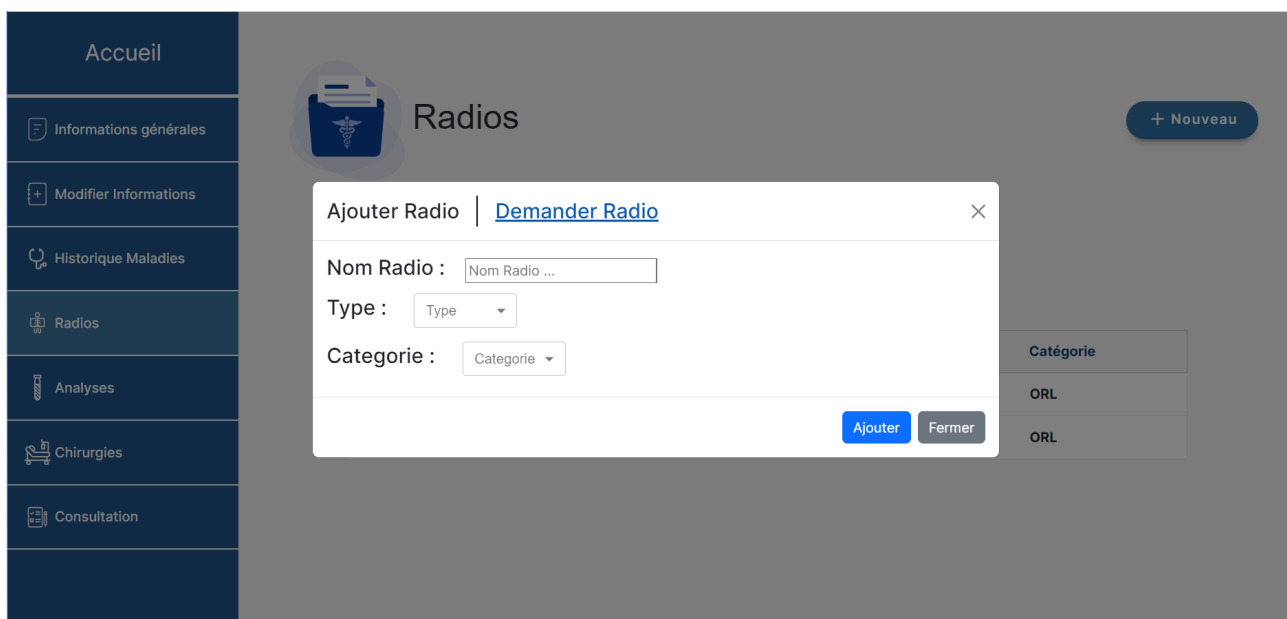 Accueil
Informations générales
Modifier Informations
Historique Maladies
Radios
Analyses
Chirurgies
Consultation
Radios
+ Nouveau
Ajouter Radio | Demander Radio
Nom Radio : Nom Radio ...
Type : Type
Categorie : Categorie
Ajouter Fermer
Catégorie
ORL
ORL